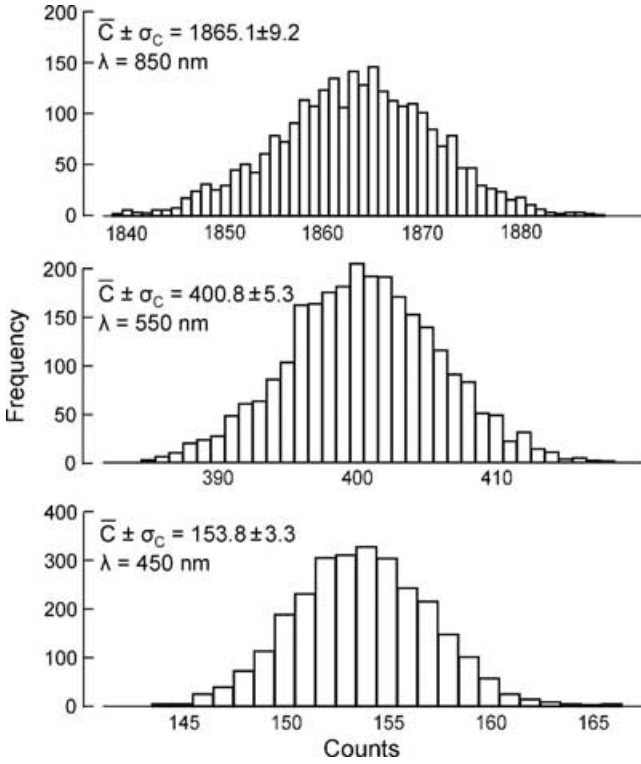 200
C̅ ± σC = 1865.1±9.2
λ = 850 nm
150
100
50
0
1840 1850 1860 1870 1880
200
C̅ ± σC = 400.8±5.3
λ = 550 nm
150
100
50
0
390 400 410
Frequency
400
C̅ ± σC = 153.8±3.3
λ = 450 nm
300
200
100
0
145 150 155 160 165
Counts